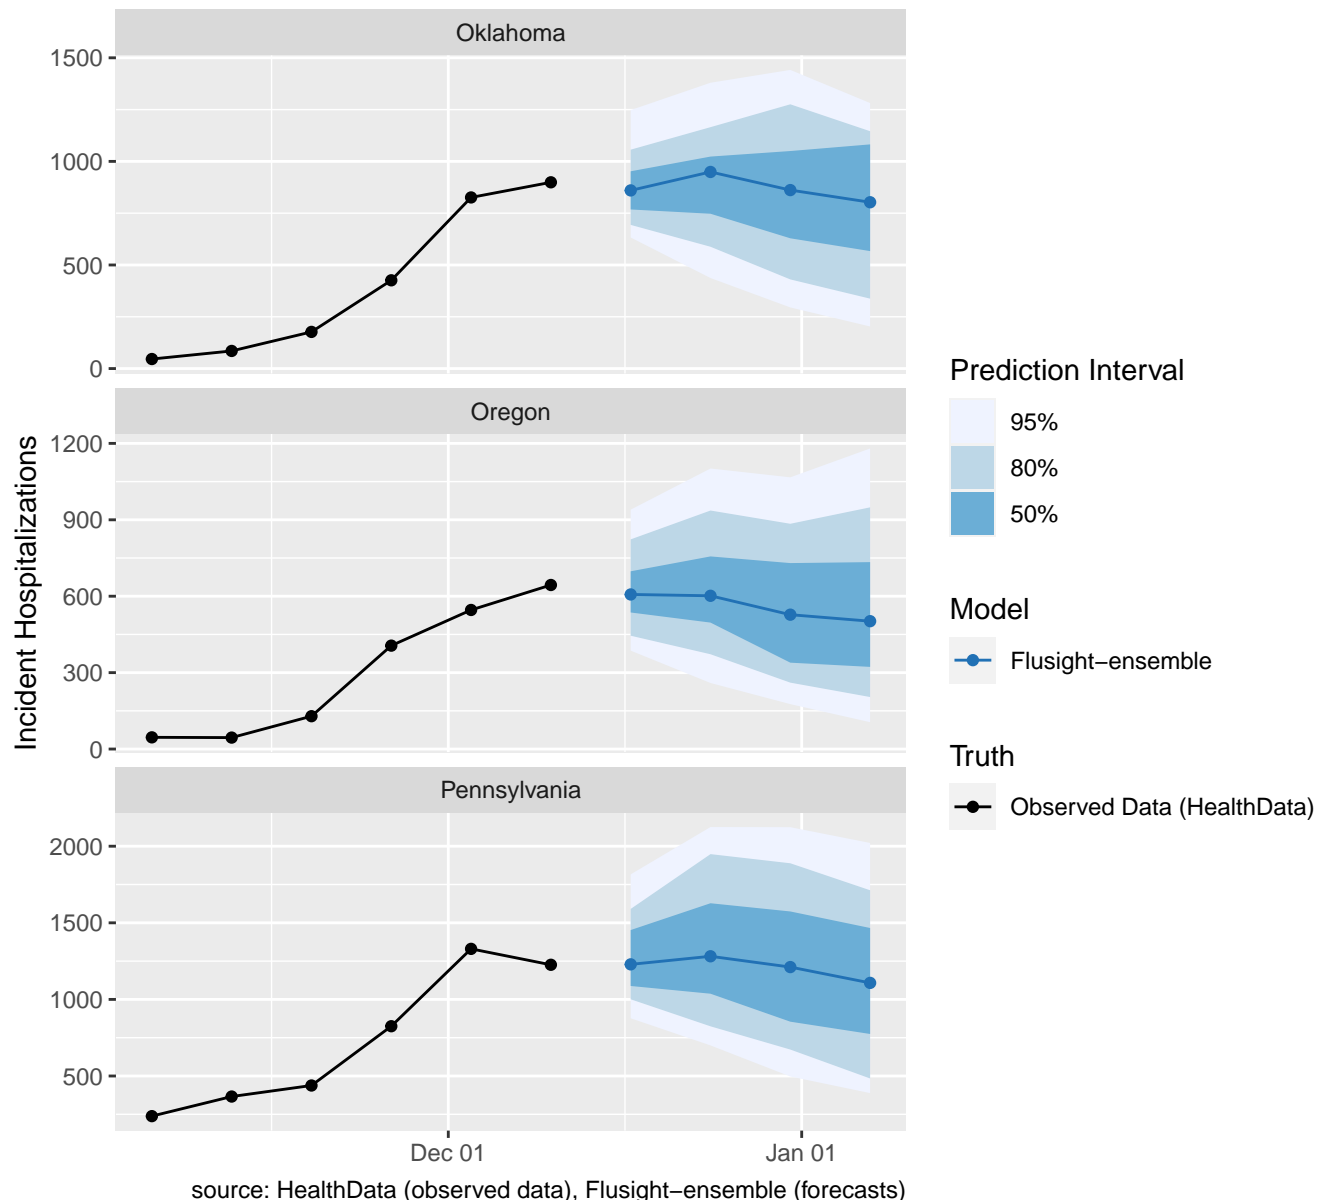 Oklahoma
1500
1000
500
0
Oregon
1200
900
600
300
0
Pennsylvania
2000
1500
1000
500
Dec 01
Jan 01
Incident Hospitalizations
source: HealthData (observed data), Flusight−ensemble (forecasts)
Prediction Interval
95%
80%
50%
Model
Flusight−ensemble
Truth
Observed Data (HealthData)